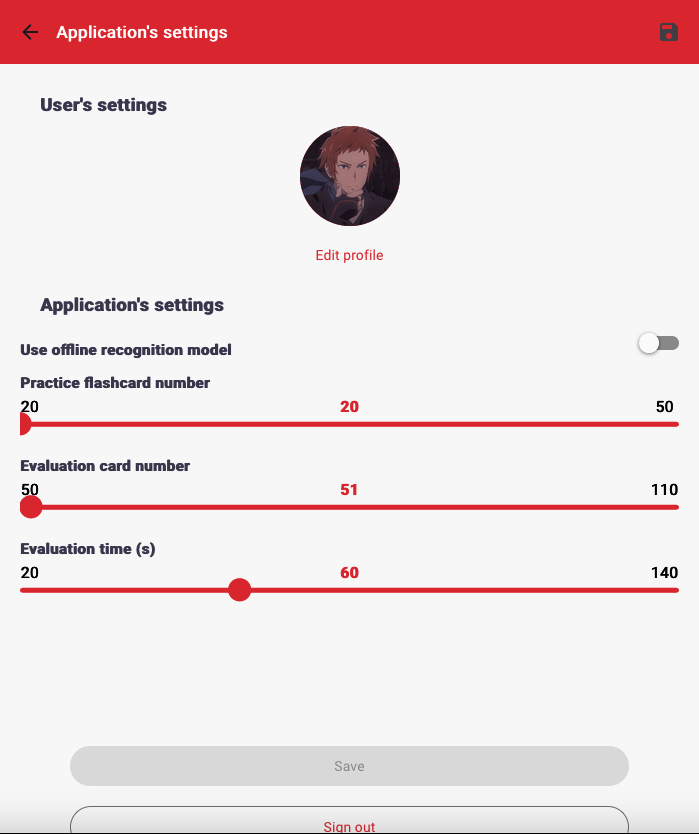 Application's settings
User's settings
Edit profile
Application's settings
Use offline recognition model
Practice flashcard number
20 20 50
Evaluation card number
50 51 110
Evaluation time (s)
20 60 140
Save
Sign out